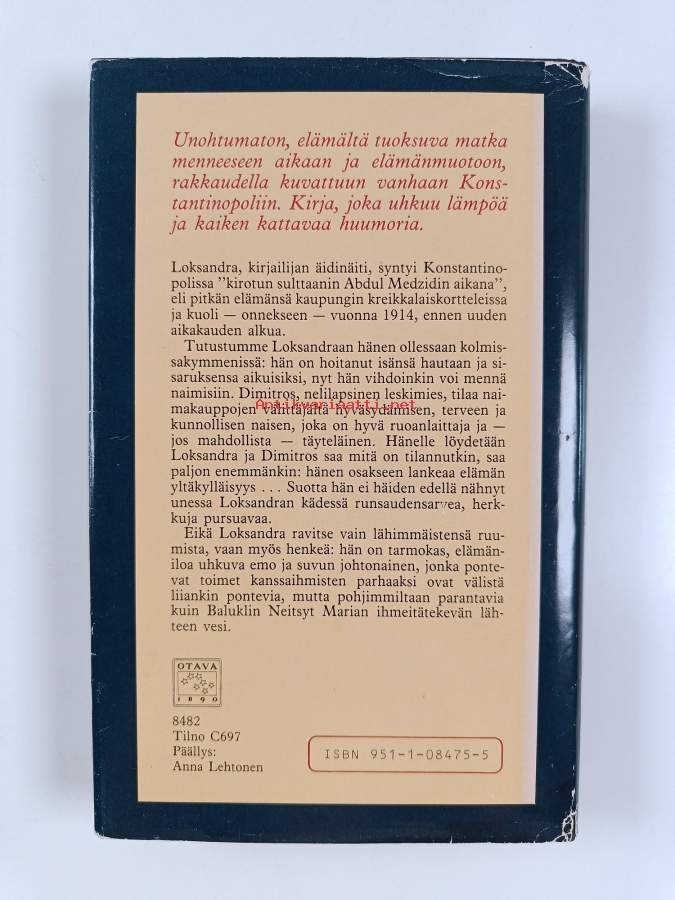 Unohtumaton, elämältä tuoksuva matka
menneeseen aikaan ja elämänmuotoon,
rakkaudella kuvattuun vanhaan Kons-
tantinopoliin. Kirja, joka uhkuu lämpöä
ja kaiken kattavaa huumoria.
Loksandra, kirjailijan äidinäiti, syntyi Konstantino-
polissa ”kirotun sulttaanin Abdul Medzidin aikana”,
eli pitkän elämänsä kaupungin kreikkalaiskortteleissa
ja kuoli — onnekseen — vuonna 1914, ennen uuden
aikakauden alkua.
Tutustumme Loksandraan hänen ollessaan kolmis-
sakymmenissä: hän on hoitanut isänsä hautaan ja si-
saruksensa aikuisiksi, nyt hän vihdoinkin voi mennä
naimisiin. Dimitros, nelilapsinen leskimies, tilaa nai-
makauppojen välittäjältä hyväsydämisen, terveen ja
Antikvariaatti.net
kunnollisen naisen, joka on hyvä ruoanlaittaja ja —
jos mahdollista — täyteläinen. Hänelle löydetään
Loksandra ja Dimitros saa mitä on tilannutkin, saa
paljon enemmänkin: hänen osakseen lankeaa elämän
yltäkylläisyys . . . Suotta hän ei häiden edellä nähnyt
unessa Loksandran kädessä runsaudensarvea, herk-
kuja pursuavaa.
Eikä Loksandra ravitse vain lähimmäistensä ruu-
mista, vaan myös henkeä: hän on tarmokas, elämän-
iloa uhkuva emo ja suvun johtonainen, jonka ponte-
vat toimet kanssaihmisten parhaaksi ovat välistä
liiankin pontevia, mutta pohjimmiltaan parantavia
kuin Baluklin Neitsyt Marian ihmeitätekevän läh-
teen vesi.
OTAVA
1890
8482
Tilno C697
Päällys:
Anna Lehtonen
ISBN 951-1-08475-5